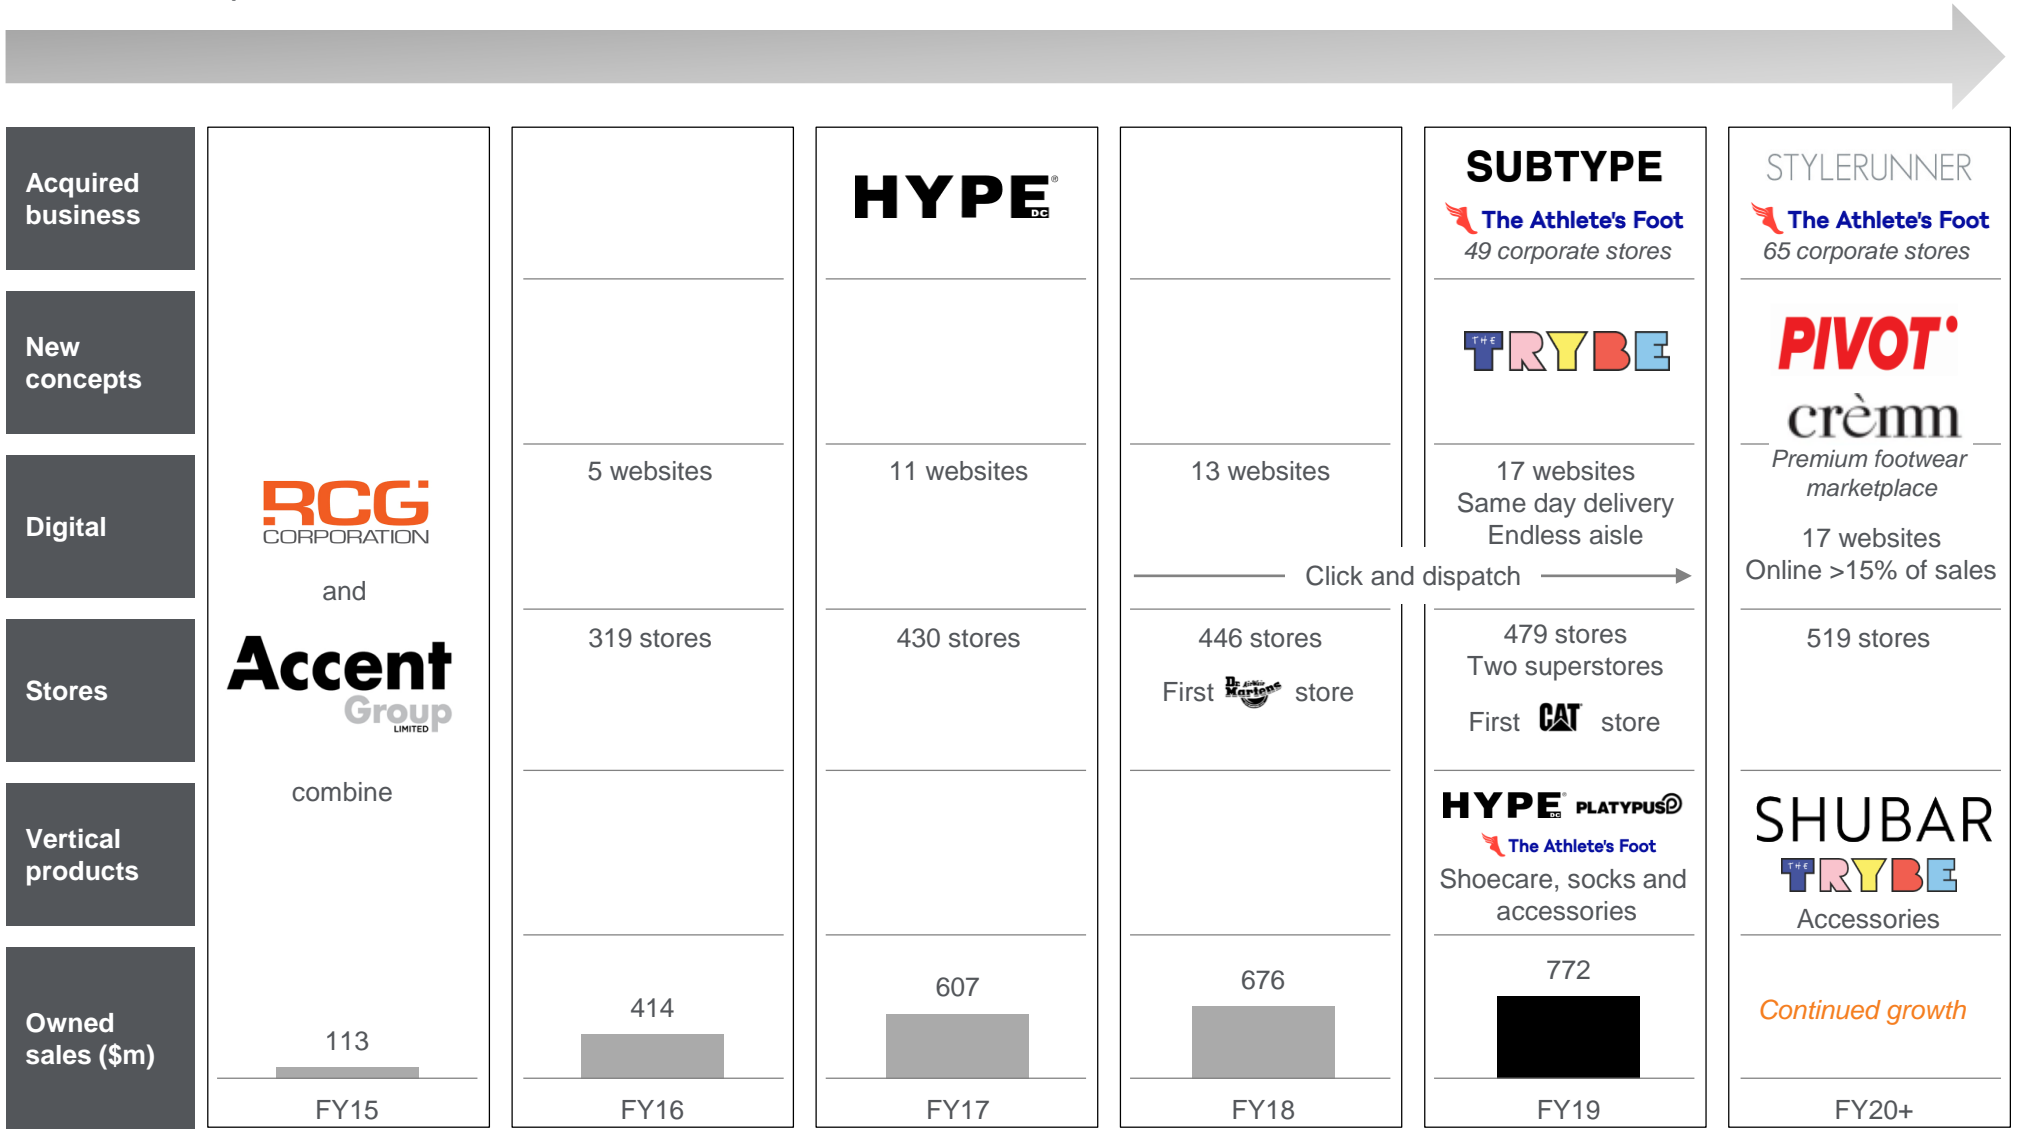 Acquired
business
HYPE DC®
SUBTYPE
The Athlete's Foot
49 corporate stores
STYLERUNNER
The Athlete's Foot
65 corporate stores
New
concepts
THE TRYBE
PIVOT
crèmm
Premium footwear
marketplace
Digital
RCG
CORPORATION
and
Accent
Group
LIMITED
combine
5 websites
11 websites
13 websites
17 websites
Same day delivery
Endless aisle
Click and dispatch
17 websites
Online >15% of sales
Stores
319 stores
430 stores
446 stores
First Dr. Martens store
479 stores
Two superstores
First CAT store
519 stores
Vertical
products
HYPE DC PLATYPUS
The Athlete's Foot
Shoecare, socks and
accessories
SHUBAR
THE TRYBE
Accessories
Owned
sales ($m)
113
414
607
676
772
Continued growth
FY15
FY16
FY17
FY18
FY19
FY20+